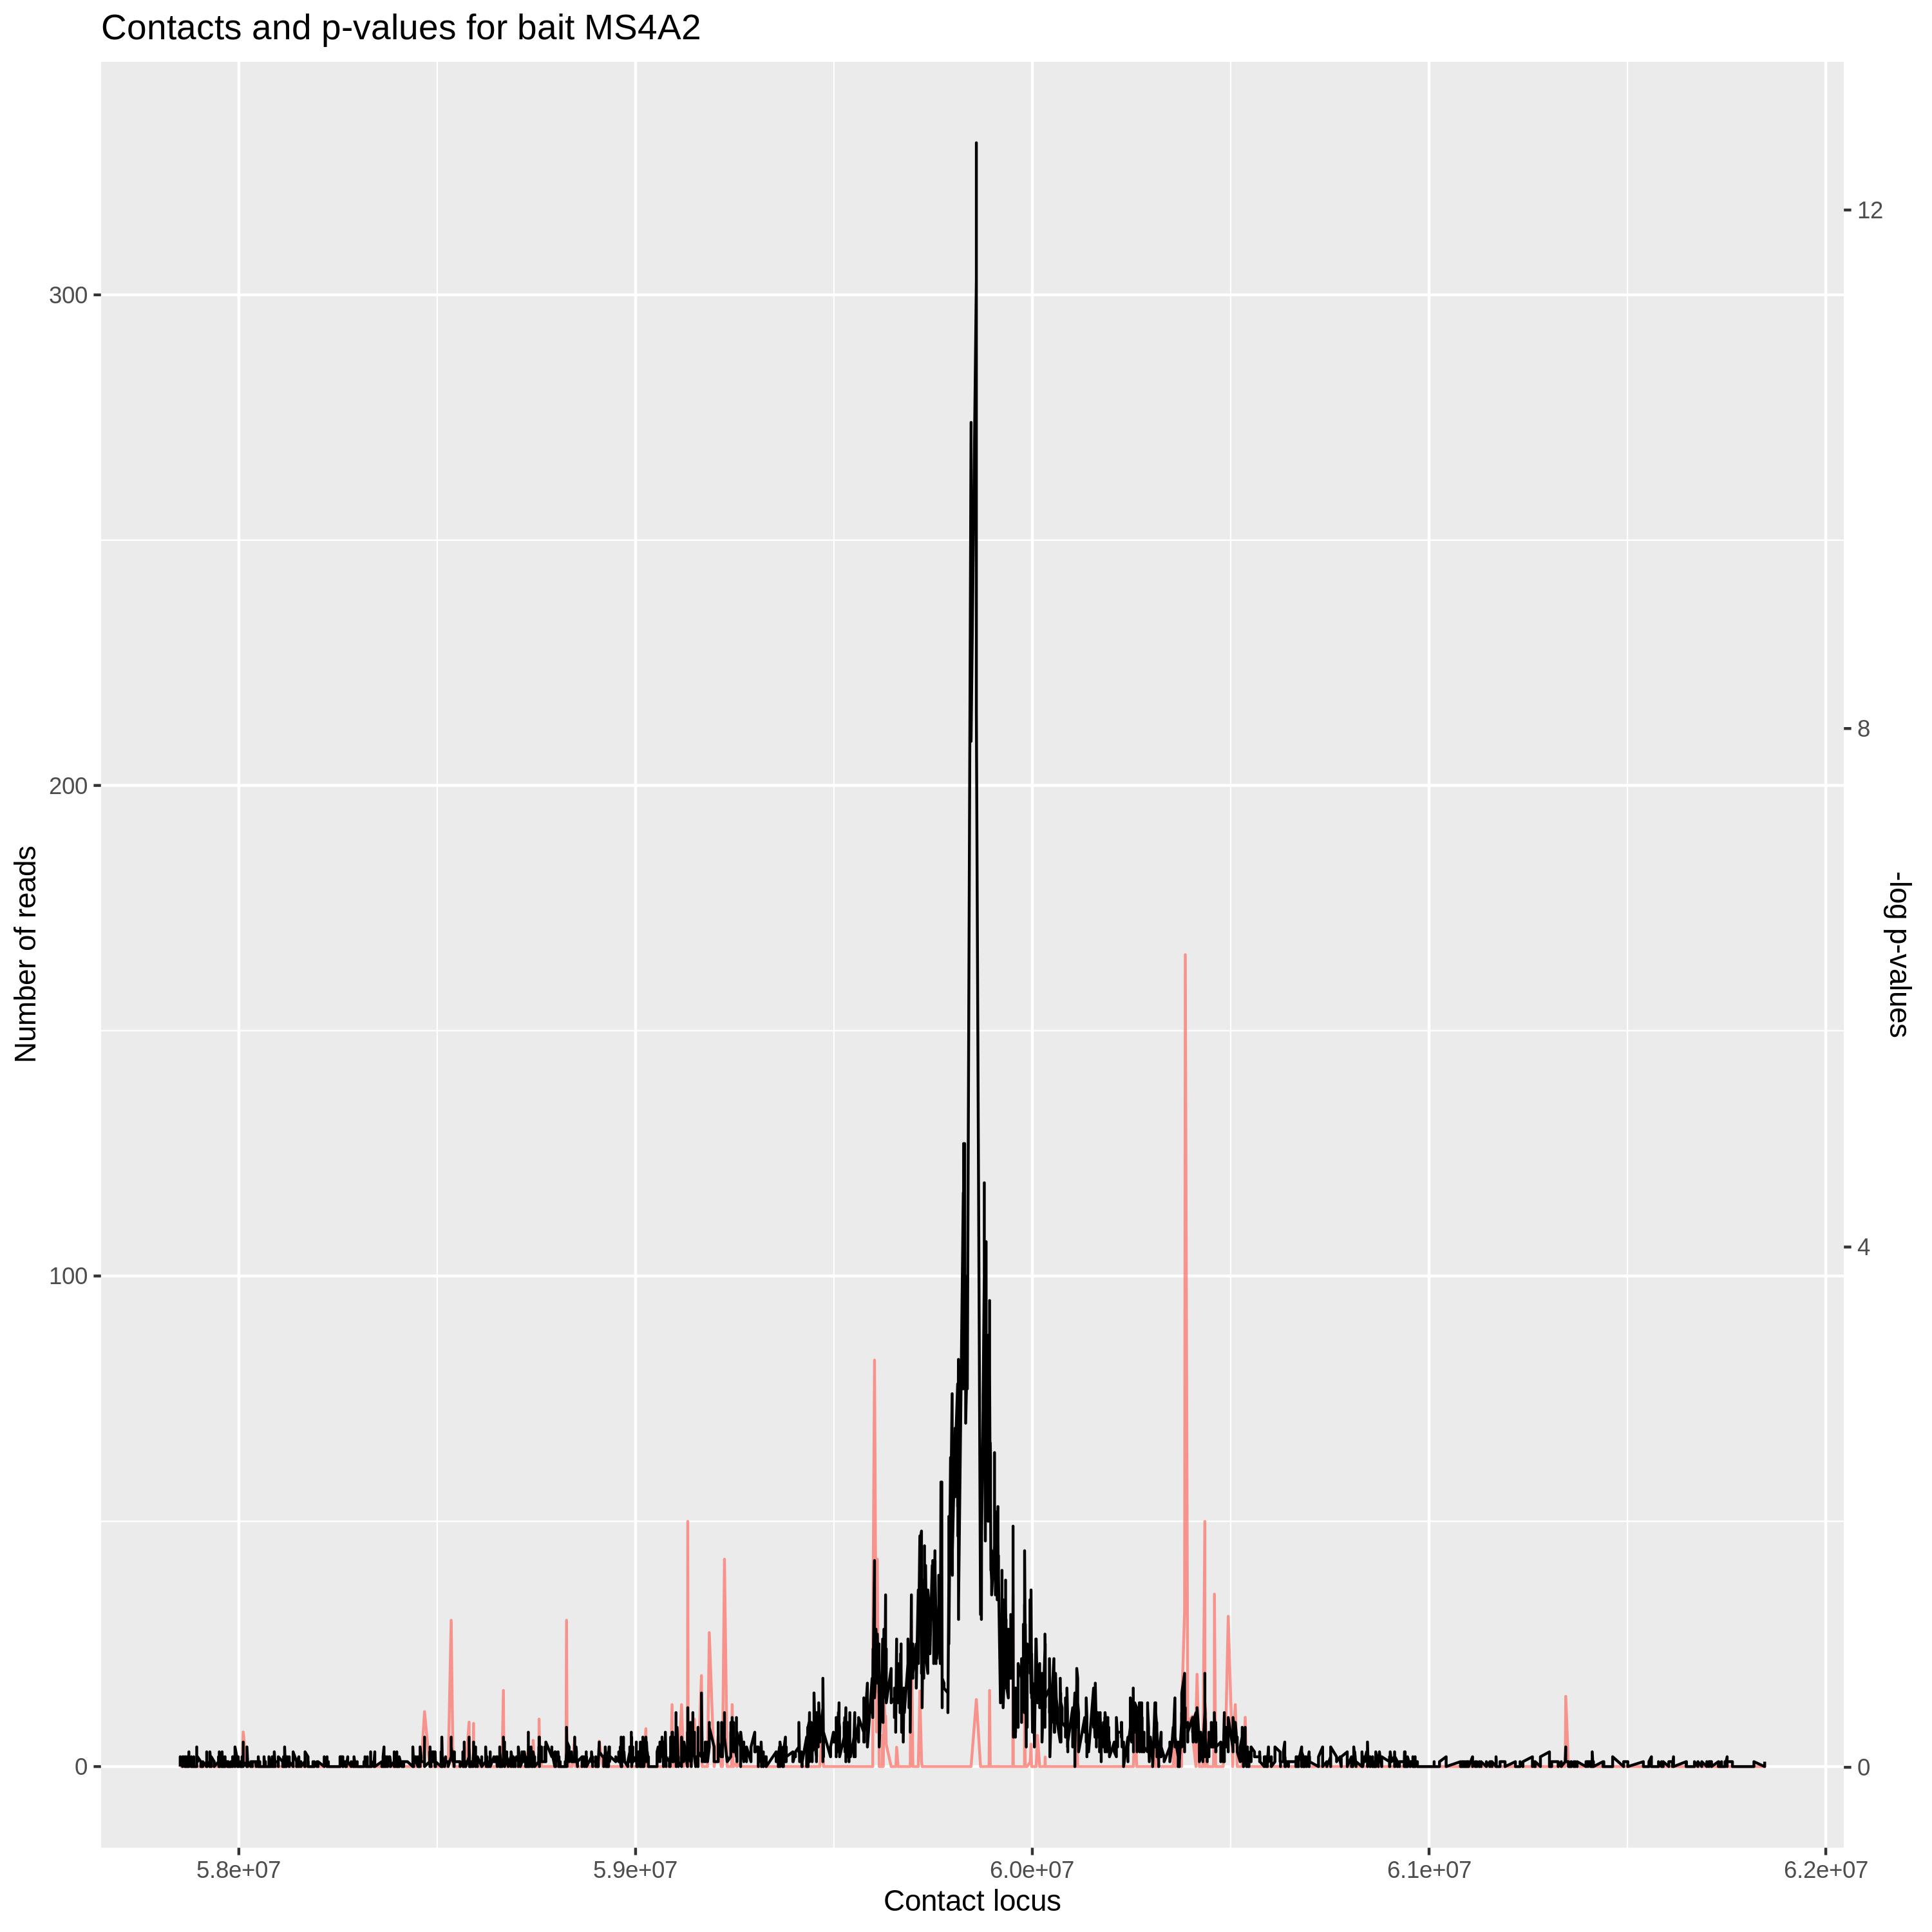 Contacts and p-values for bait MS4A2
300
200
100
0
12
8
4
0
Number of reads
-log p-values
5.8e+07 5.9e+07 6.0e+07 6.1e+07 6.2e+07
Contact locus